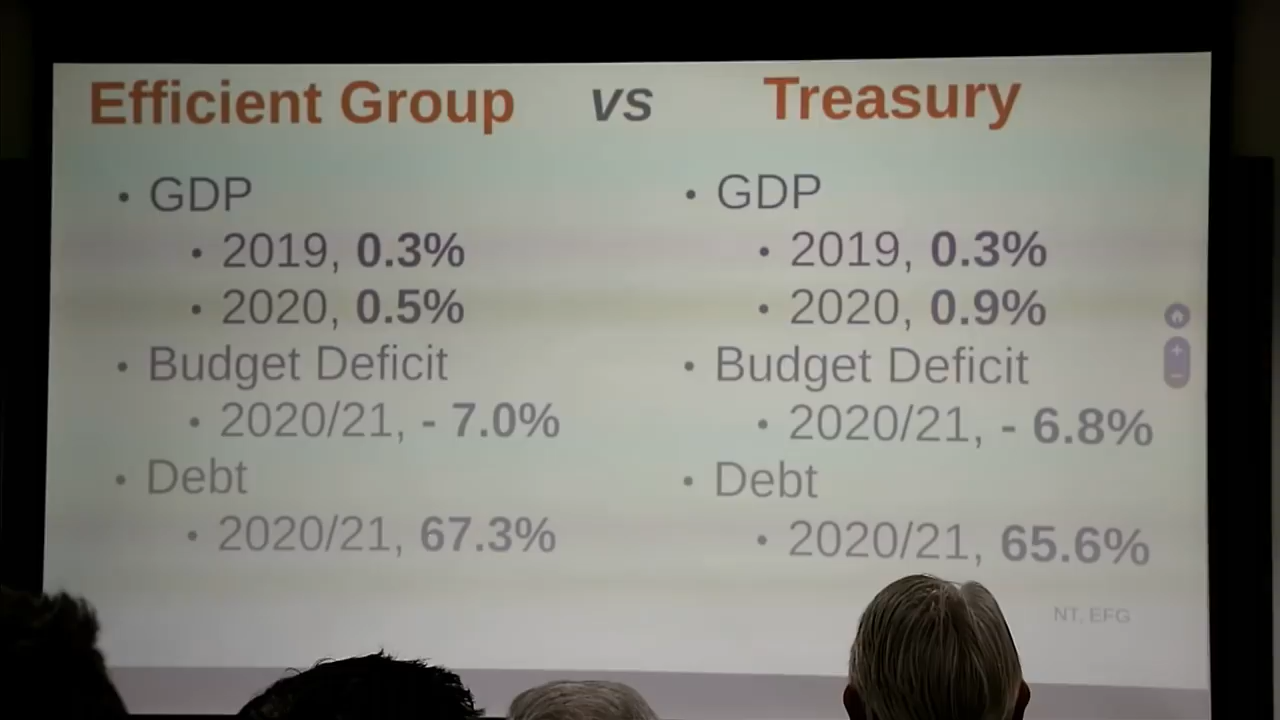 Efficient Group vs Treasury
• GDP
• 2019, 0.3%
• 2020, 0.5%
• Budget Deficit
• 2020/21, - 7.0%
• Debt
• 2020/21, 67.3%
• GDP
• 2019, 0.3%
• 2020, 0.9%
• Budget Deficit
• 2020/21, - 6.8%
• Debt
• 2020/21, 65.6%
NT, EFG